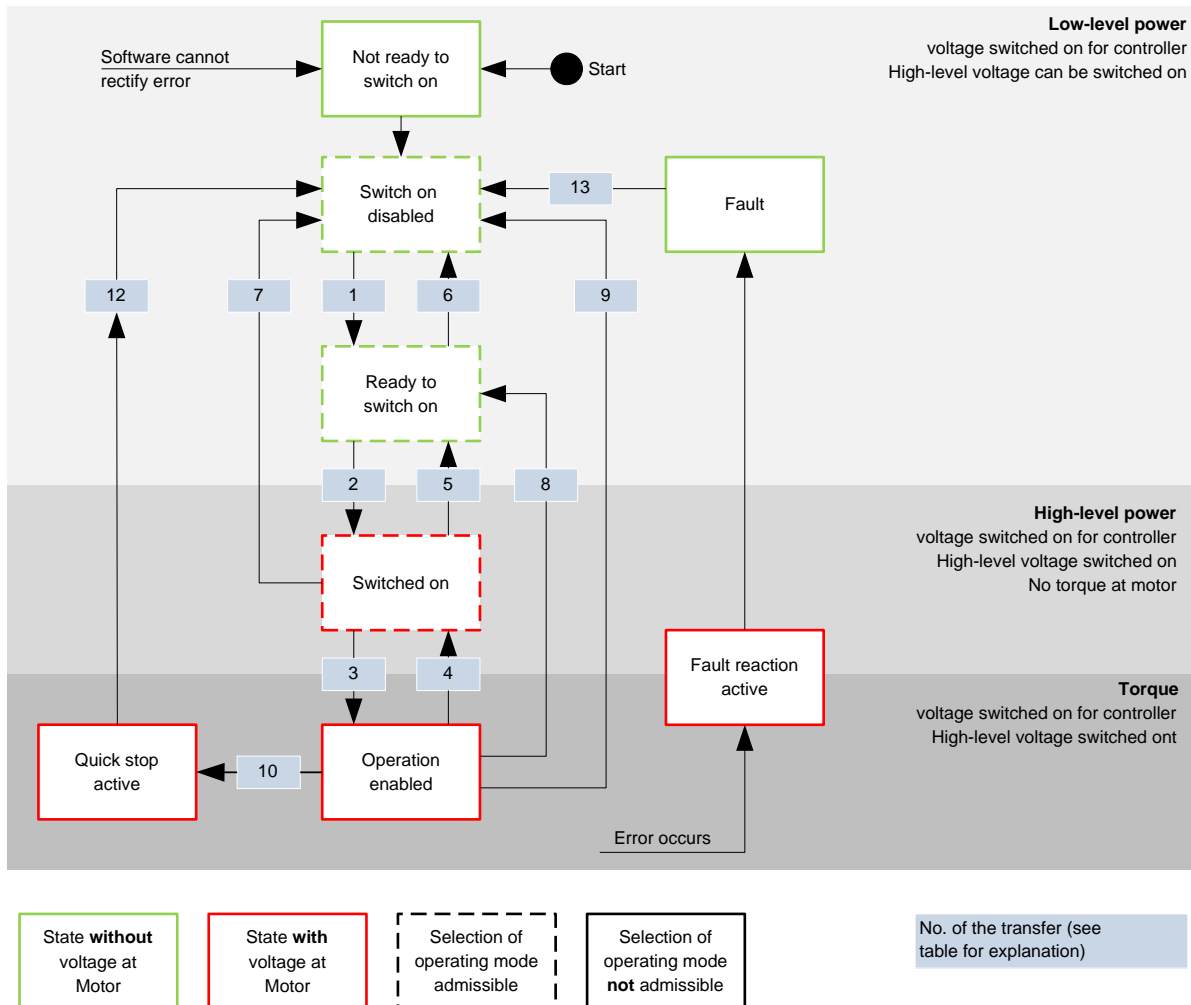 Low-level power
voltage switched on for controller
High-level voltage can be switched on
Software cannot
rectify error
Not ready to
switch on
Start
Switch on
disabled
13
Fault
12
7
1
6
9
Ready to
switch on
2
5
8
High-level power
voltage switched on for controller
High-level voltage switched on
No torque at motor
Switched on
3
4
Fault reaction
active
Torque
voltage switched on for controller
High-level voltage switched ont
Quick stop
active
10
Operation
enabled
Error occurs
State without
voltage at
Motor
State with
voltage at
Motor
Selection of
operating mode
admissible
Selection of
operating mode
not admissible
No. of the transfer (see
table for explanation)